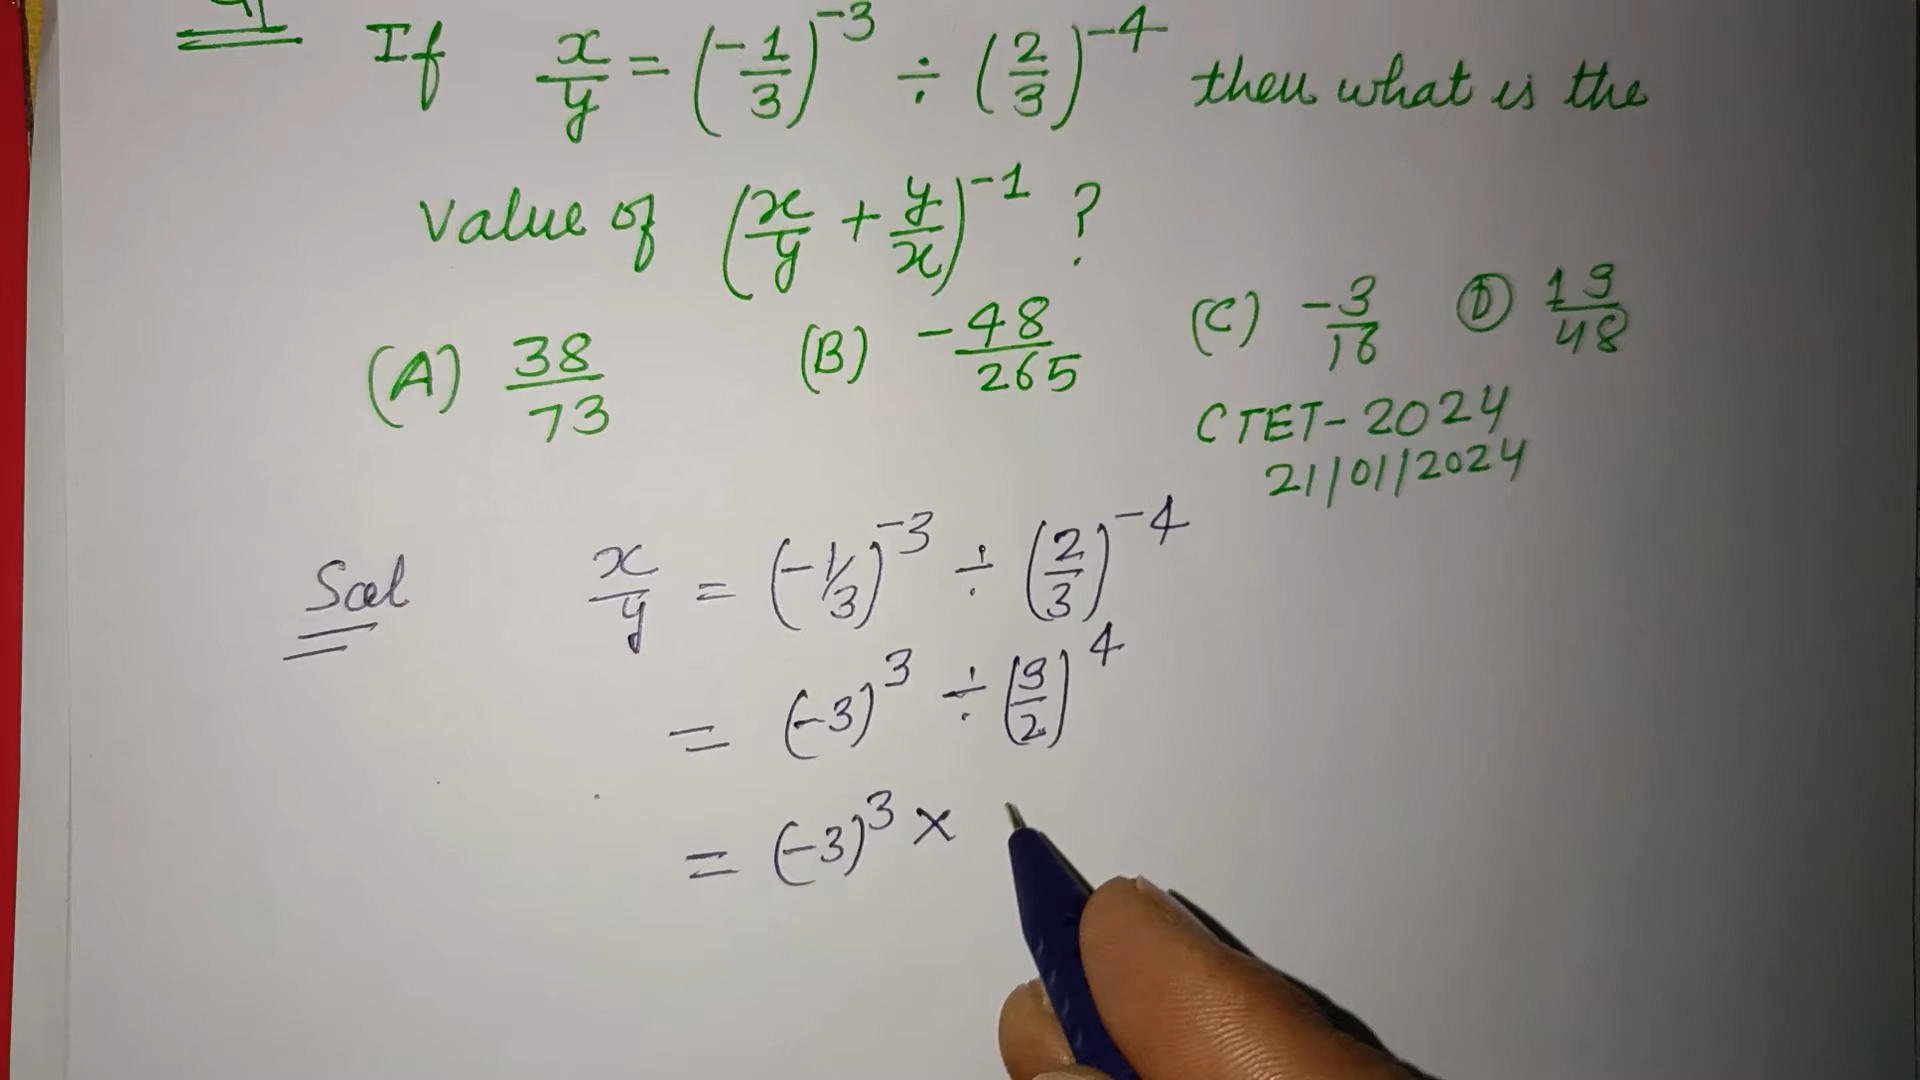 If x/y = (-1/3)^-3 ÷ (2/3)^-4 then what is the
value of (x/y + y/x)^-1 ?
(A) 38/73 (B) -48/265 (C) -3/16 (D) 19/48
CTET-2024
21/01/2024
Sol x/y = (-1/3)^-3 ÷ (2/3)^-4
= (-3)^3 ÷ (3/2)^4
= (-3)^3 ×